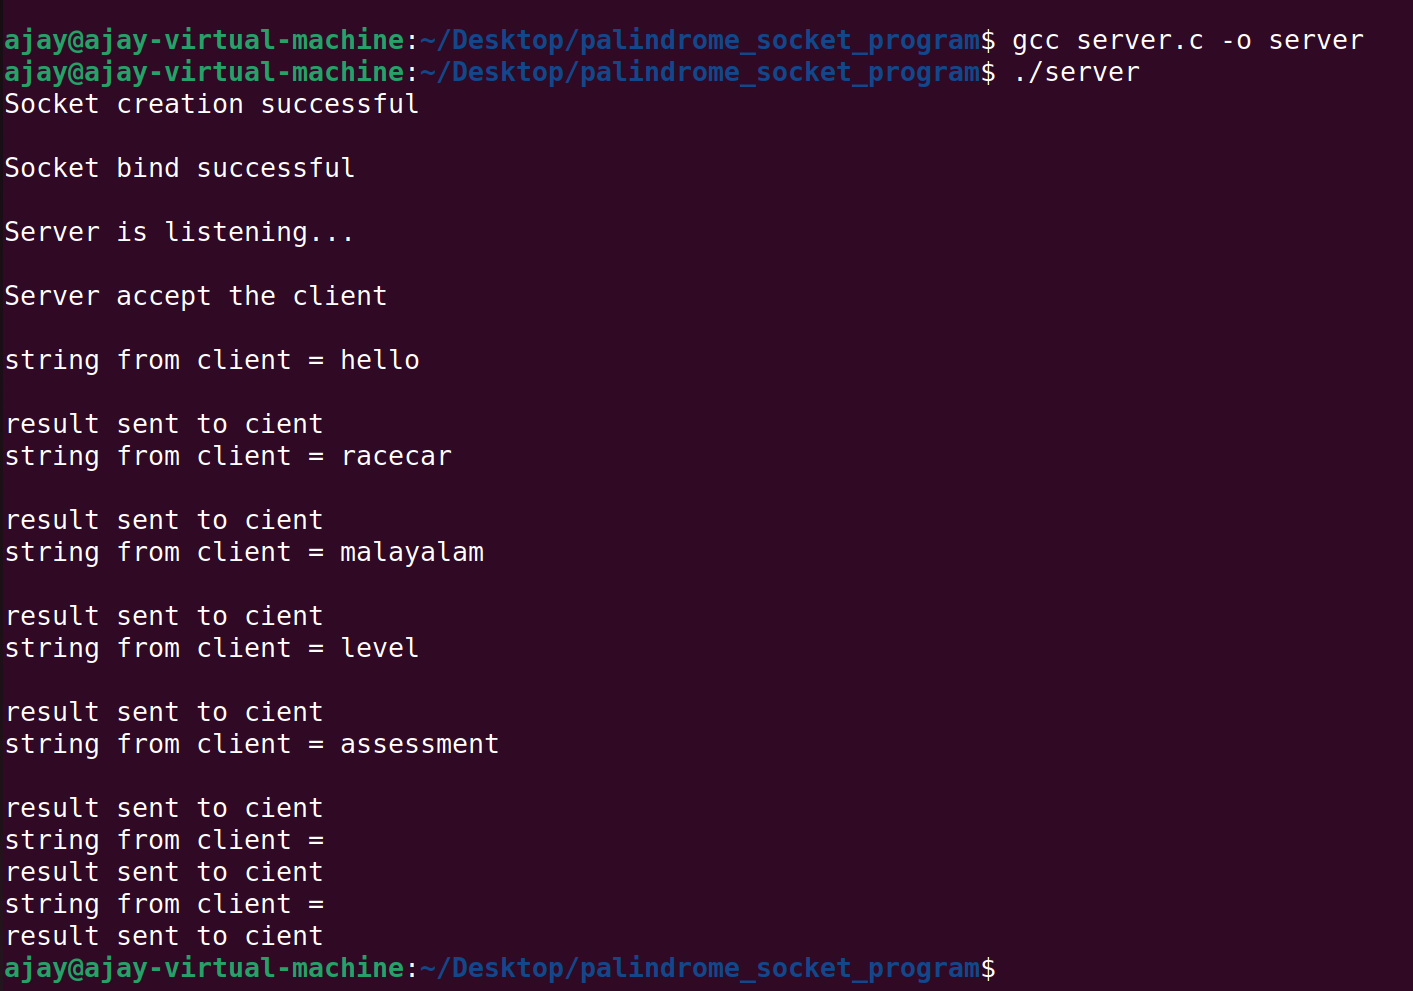 ajay@ajay-virtual-machine:~/Desktop/palindrome_socket_program$ gcc server.c -o server
ajay@ajay-virtual-machine:~/Desktop/palindrome_socket_program$ ./server
Socket creation successful
Socket bind successful
Server is listening...
Server accept the client
string from client = hello
result sent to cient
string from client = racecar
result sent to cient
string from client = malayalam
result sent to cient
string from client = level
result sent to cient
string from client = assessment
result sent to cient
string from client =
result sent to cient
string from client =
result sent to cient
ajay@ajay-virtual-machine:~/Desktop/palindrome_socket_program$